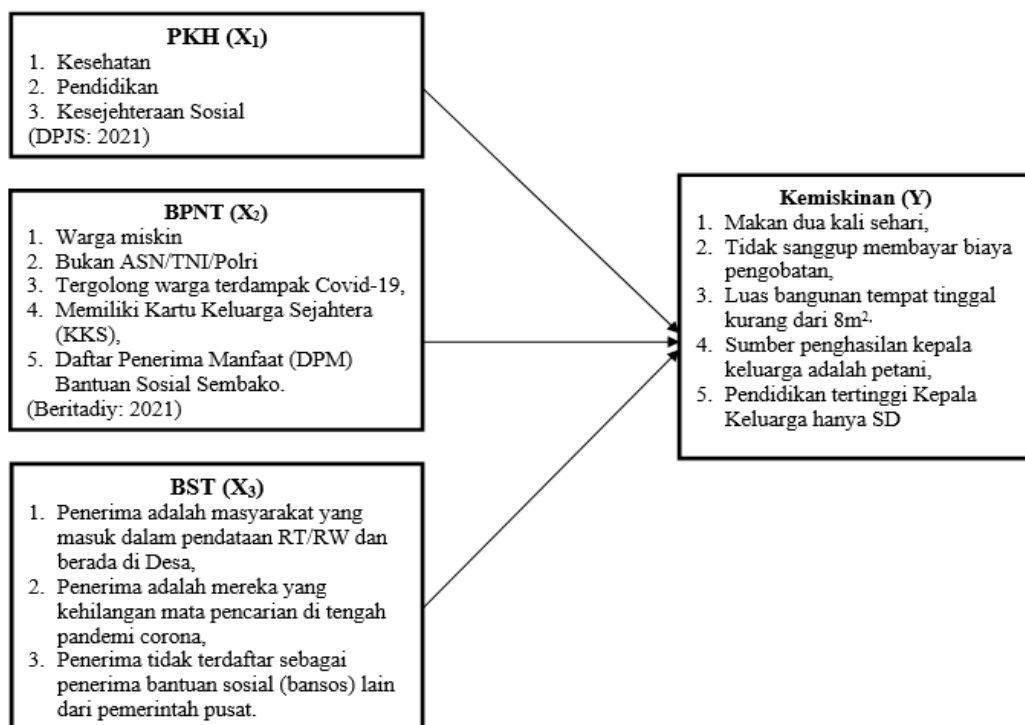 PKH (X₁)
1. Kesehatan
2. Pendidikan
3. Kesejehteraan Sosial
(DPJS: 2021)
BPNT (X₂)
1. Warga miskin
2. Bukan ASN/TNI/Polri
3. Tergolong warga terdampak Covid-19,
4. Memiliki Kartu Keluarga Sejahtera
(KKS),
5. Daftar Penerima Manfaat (DPM)
Bantuan Sosial Sembako.
(Beritadiy: 2021)
BST (X₃)
1. Penerima adalah masyarakat yang
masuk dalam pendataan RT/RW dan
berada di Desa,
2. Penerima adalah mereka yang
kehilangan mata pencarian di tengah
pandemi corona,
3. Penerima tidak terdaftar sebagai
penerima bantuan sosial (bansos) lain
dari pemerintah pusat.
Kemiskinan (Y)
1. Makan dua kali sehari,
2. Tidak sanggup membayar biaya
pengobatan,
3. Luas bangunan tempat tinggal
kurang dari 8m².
4. Sumber penghasilan kepala
keluarga adalah petani,
5. Pendidikan tertinggi Kepala
Keluarga hanya SD